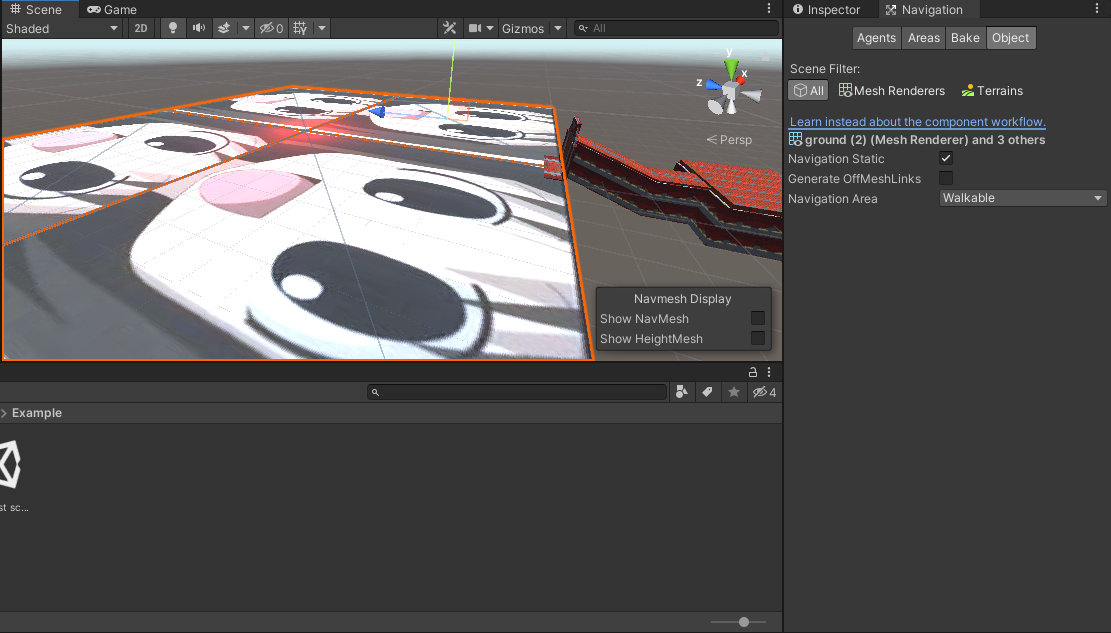 Scene Game
Inspector Navigation
Shaded 2D 0 Gizmos All
Agents Areas Bake Object
Scene Filter:
All Mesh Renderers Terrains
Learn instead about the component workflow.
ground (2) (Mesh Renderer) and 3 others
Navigation Static
Generate OffMeshLinks
Navigation Area Walkable
y
x
z
Persp
Navmesh Display
Show NavMesh
Show HeightMesh
4
Example
st sc...